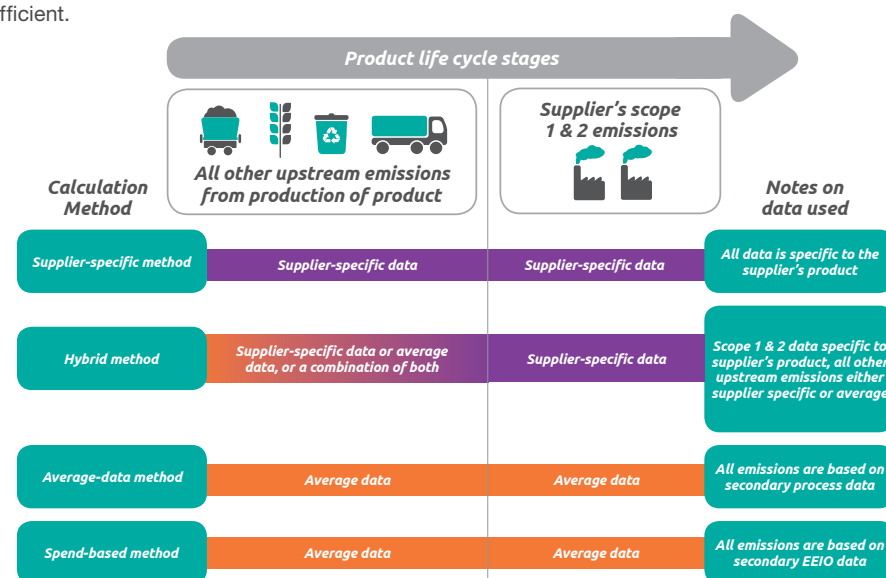 fficient.
Product life cycle stages
All other upstream emissions
from production of product
Supplier's scope
1 & 2 emissions
Calculation
Method
Notes on
data used
Supplier-specific method
Supplier-specific data
Supplier-specific data
All data is specific to the
supplier's product
Hybrid method
Supplier-specific data or average
data, or a combination of both
Supplier-specific data
Scope 1 & 2 data specific to
supplier's product, all other
upstream emissions either
supplier specific or average
Average-data method
Average data
Average data
All emissions are based on
secondary process data
Spend-based method
Average data
Average data
All emissions are based on
secondary EEIO data